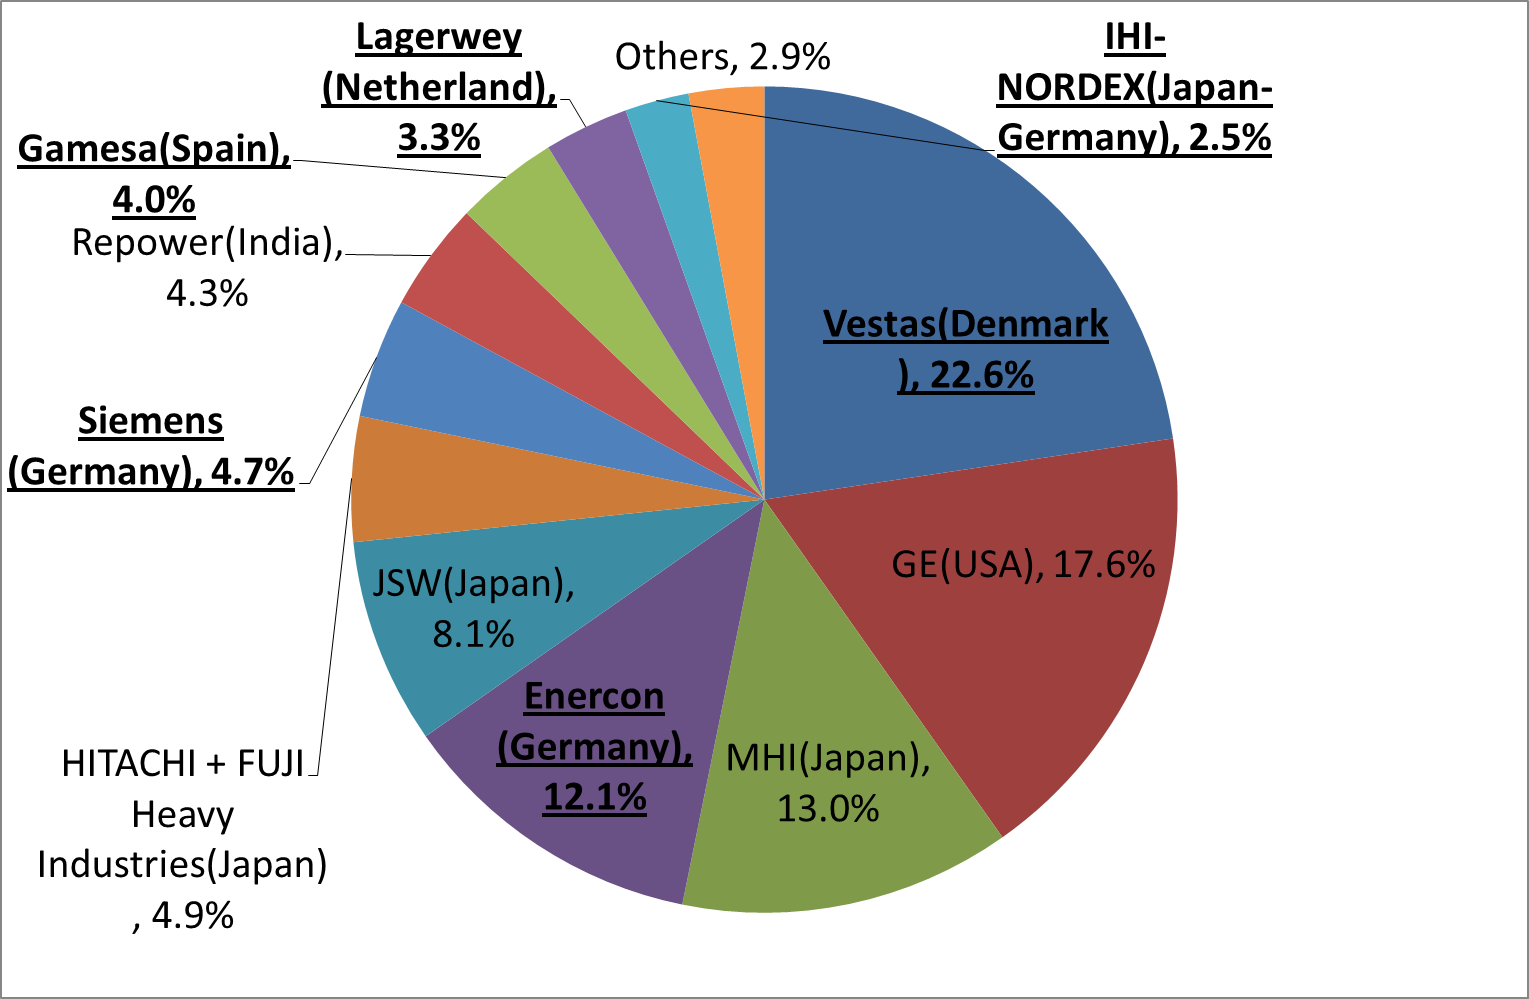 Lagerwey
(Netherland),
3.3%
Others, 2.9%
IHI-
NORDEX(Japan-
Germany), 2.5%
Gamesa(Spain),
4.0%
Repower(India),
4.3%
Vestas(Denmark
), 22.6%
Siemens
(Germany), 4.7%
GE(USA), 17.6%
JSW(Japan),
8.1%
Enercon
(Germany),
12.1%
MHI(Japan),
13.0%
HITACHI + FUJI
Heavy
Industries(Japan)
, 4.9%